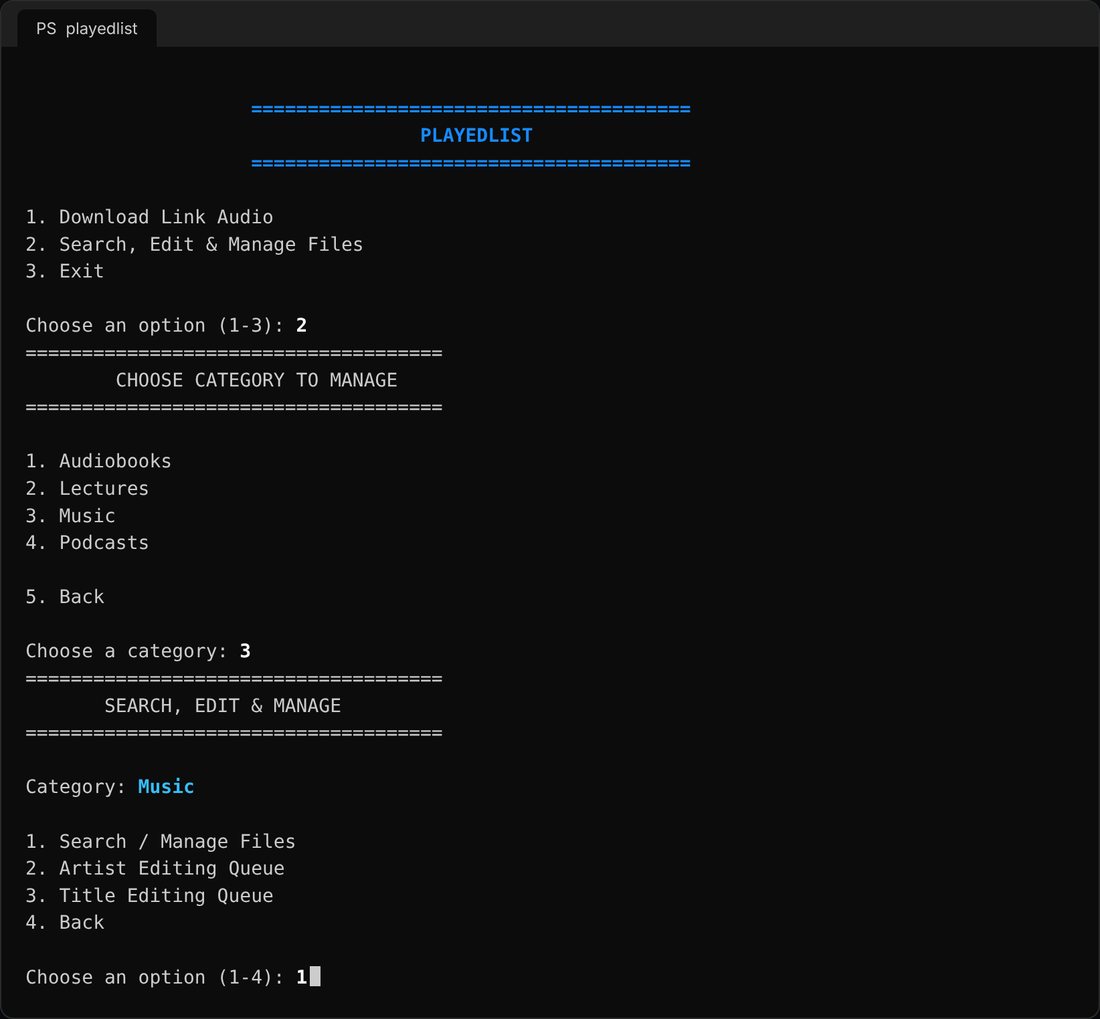 PS playedlist
=======================================
PLAYEDLIST
=======================================
1. Download Link Audio
2. Search, Edit & Manage Files
3. Exit
Choose an option (1-3): 2
=====================================
CHOOSE CATEGORY TO MANAGE
=====================================
1. Audiobooks
2. Lectures
3. Music
4. Podcasts
5. Back
Choose a category: 3
=====================================
SEARCH, EDIT & MANAGE
=====================================
Category: Music
1. Search / Manage Files
2. Artist Editing Queue
3. Title Editing Queue
4. Back
Choose an option (1-4): 1